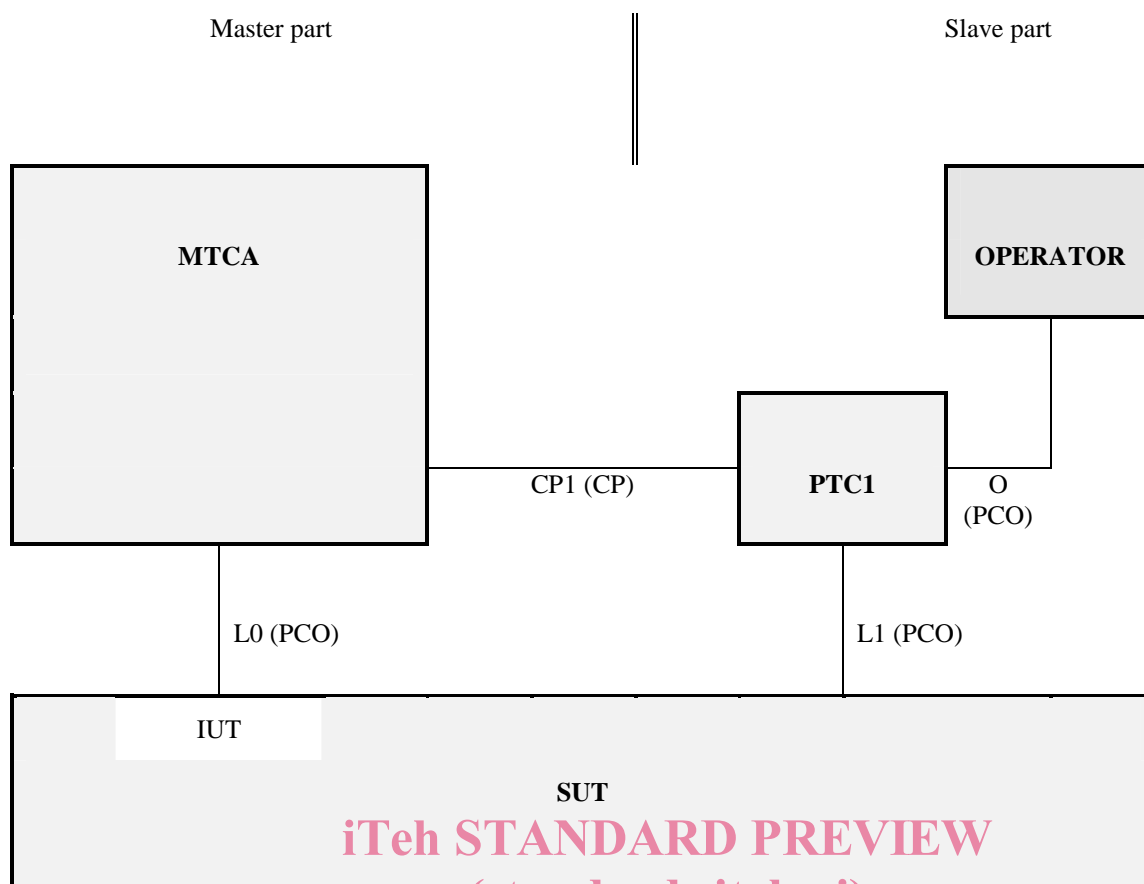 Master part
Slave part
MTCA
OPERATOR
CP1 (CP)
PTC1
O
(PCO)
L0 (PCO)
L1 (PCO)
IUT
SUT
iTeh STANDARD PREVIEW